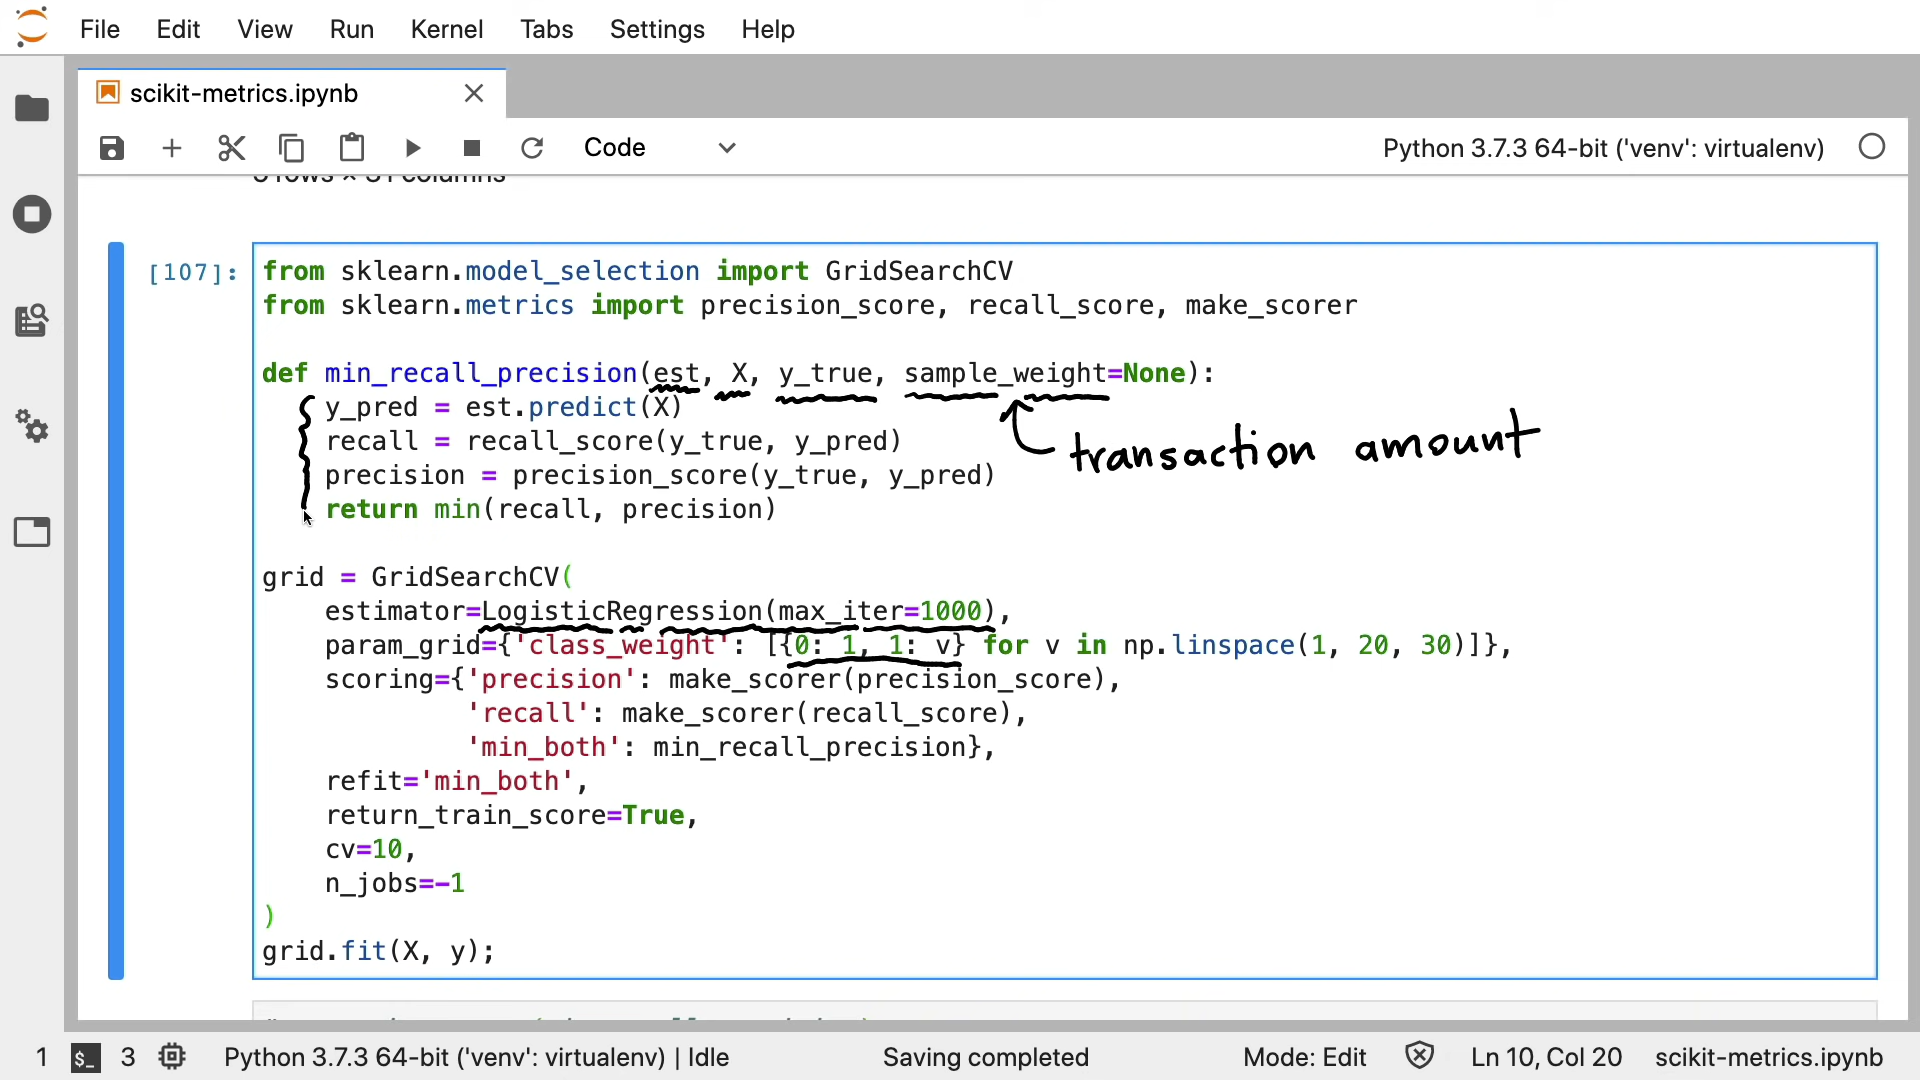 File Edit View Run Kernel Tabs Settings Help
scikit-metrics.ipynb
Code Python 3.7.3 64-bit ('venv': virtualenv)
5 rows × 31 columns
[107]: from sklearn.model_selection import GridSearchCV
from sklearn.metrics import precision_score, recall_score, make_scorer
def min_recall_precision(est, X, y_true, sample_weight=None):
y_pred = est.predict(X)
recall = recall_score(y_true, y_pred)
transaction amount
precision = precision_score(y_true, y_pred)
return min(recall, precision)
grid = GridSearchCV(
estimator=LogisticRegression(max_iter=1000),
param_grid={'class_weight': [{0: 1, 1: v} for v in np.linspace(1, 20, 30)]},
scoring={'precision': make_scorer(precision_score),
'recall': make_scorer(recall_score),
'min_both': min_recall_precision},
refit='min_both',
return_train_score=True,
cv=10,
n_jobs=-1
)
grid.fit(X, y);
1 $_ 3 Python 3.7.3 64-bit ('venv': virtualenv) | Idle Saving completed Mode: Edit Ln 10, Col 20 scikit-metrics.ipynb